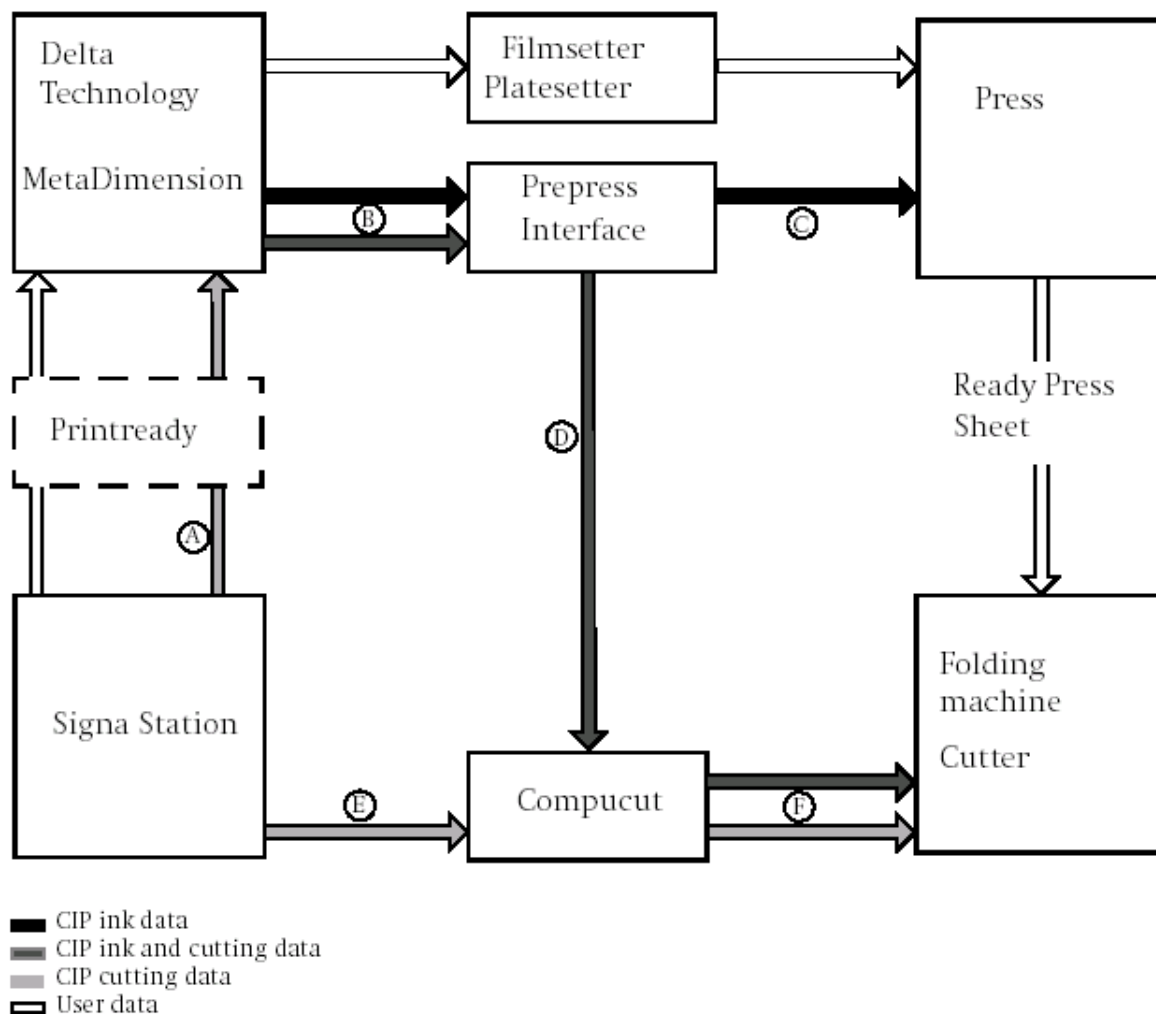 Delta
Technology
MetaDimension
Filmsetter
Platesetter
Press
B
Prepress
Interface
C
Printready
D
Ready Press
Sheet
A
Signa Station
E
Compucut
F
Folding
machine
Cutter
CIP ink data
CIP ink and cutting data
CIP cutting data
User data